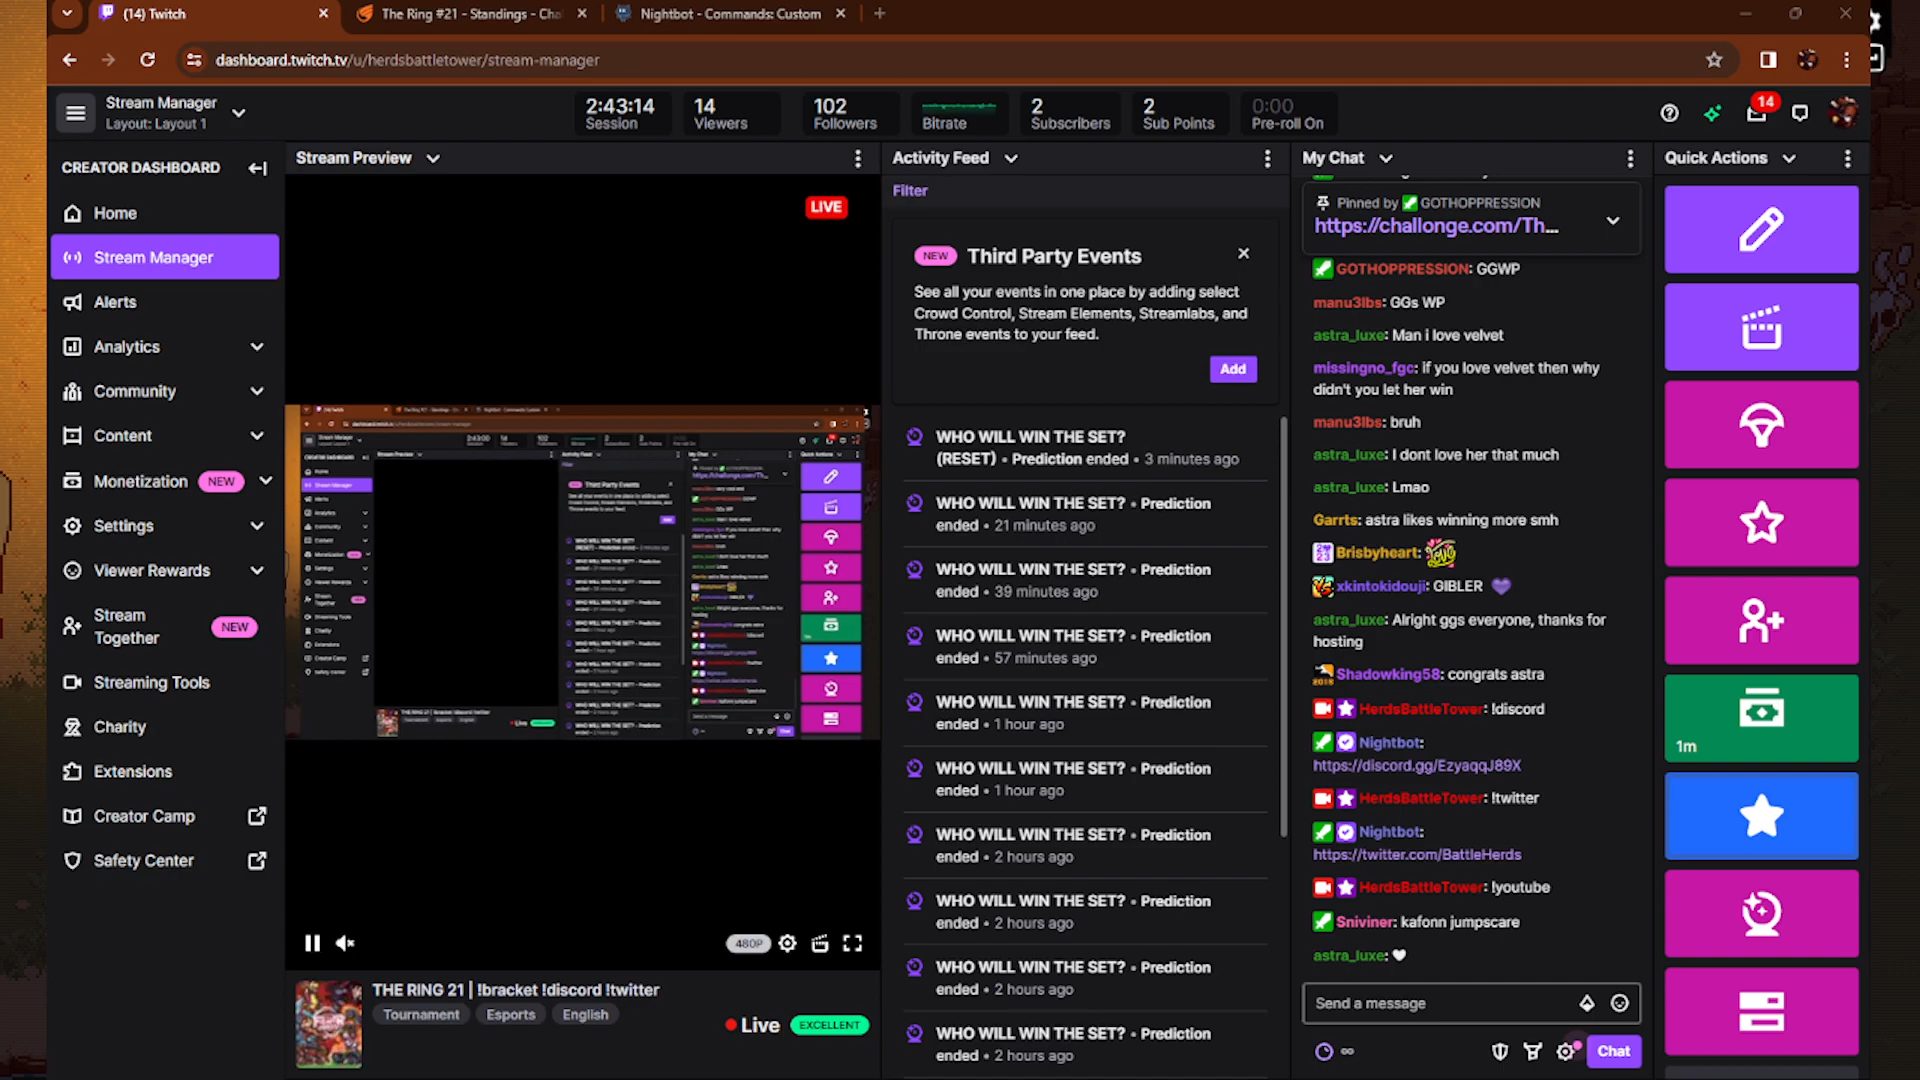 (14) Twitch
The Ring #21 - Standings - Cha
Nightbot - Commands: Custom
dashboard.twitch.tv/u/herdsbattletower/stream-manager
Stream Manager
Layout: Layout 1
2:43:14
Session
14
Viewers
102
Followers
Bitrate
2
Subscribers
2
Sub Points
0:00
Pre-roll On
14
CREATOR DASHBOARD
Home
Stream Manager
Alerts
Analytics
Community
Content
Monetization NEW
Settings
Viewer Rewards
Stream
Together
NEW
Streaming Tools
Charity
Extensions
Creator Camp
Safety Center
Stream Preview
LIVE
480P
THE RING 21 | !bracket !discord !twitter
Tournament Esports English
Live EXCELLENT
Activity Feed
Filter
NEW Third Party Events
See all your events in one place by adding select
Crowd Control, Stream Elements, Streamlabs, and
Throne events to your feed.
Add
WHO WILL WIN THE SET?
(RESET) • Prediction ended • 3 minutes ago
WHO WILL WIN THE SET? • Prediction
ended • 21 minutes ago
WHO WILL WIN THE SET? • Prediction
ended • 39 minutes ago
WHO WILL WIN THE SET? • Prediction
ended • 57 minutes ago
WHO WILL WIN THE SET? • Prediction
ended • 1 hour ago
WHO WILL WIN THE SET? • Prediction
ended • 1 hour ago
WHO WILL WIN THE SET? • Prediction
ended • 2 hours ago
WHO WILL WIN THE SET? • Prediction
ended • 2 hours ago
WHO WILL WIN THE SET? • Prediction
ended • 2 hours ago
WHO WILL WIN THE SET? • Prediction
ended • 2 hours ago
My Chat
Pinned by GOTHOPPRESSION
https://challonge.com/Th...
GOTHOPPRESSION: GGWP
manu3lbs: GGs WP
astra_luxe: Man i love velvet
missingno_fgc: if you love velvet then why
didn't you let her win
manu3lbs: bruh
astra_luxe: I dont love her that much
astra_luxe: Lmao
Garrts: astra likes winning more smh
Brisbyheart:
xkintokidouji: GIBLER
astra_luxe: Alright ggs everyone, thanks for
hosting
Shadowking58: congrats astra
HerdsBattleTower: !discord
Nightbot:
https://discord.gg/EzyaqqJ89X
HerdsBattleTower: !twitter
Nightbot:
https://twitter.com/BattleHerds
HerdsBattleTower: !youtube
Sniviner: kafonn jumpscare
astra_luxe:
Send a message
Chat
Quick Actions
1m